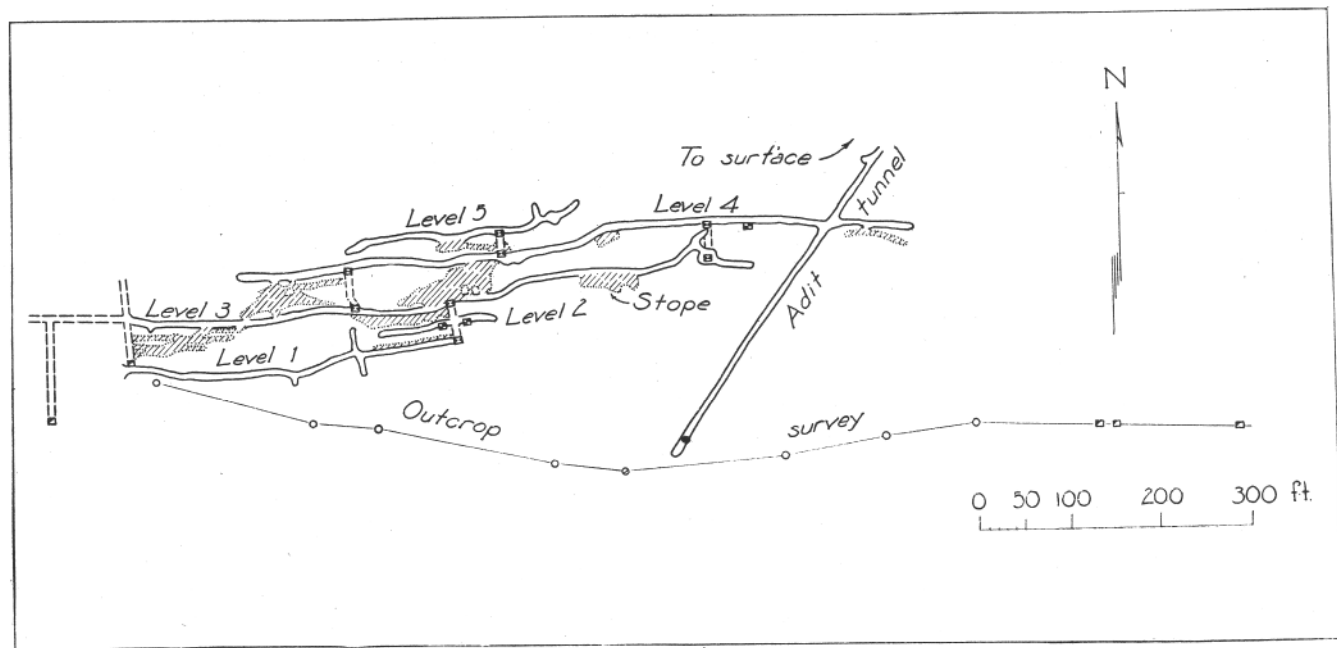 N
To surface
tunnel
Level 5
Level 4
Adit
Level 3
Stope
Level 2
Level 1
Outcrop
survey
0 50 100 200 300 ft.